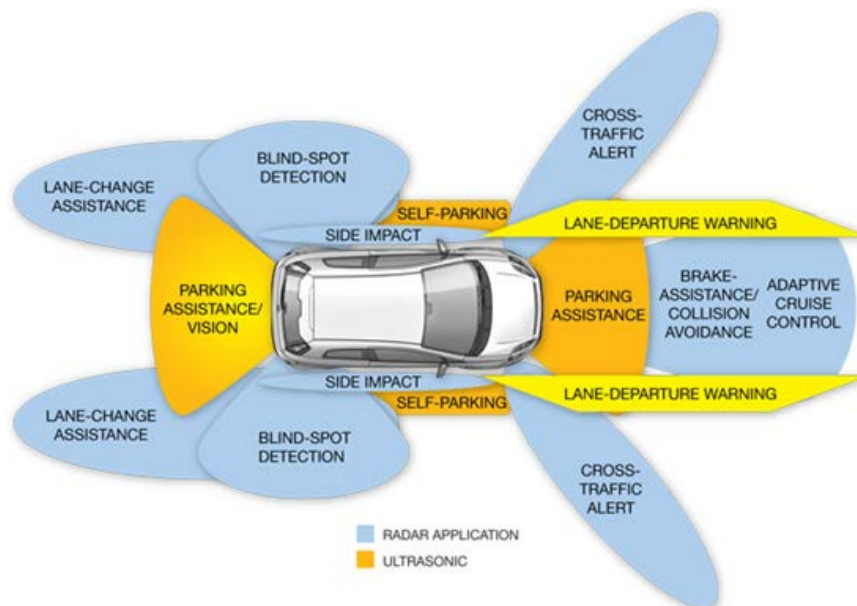 CROSS-
TRAFFIC
ALERT
BLIND-SPOT
DETECTION
LANE-CHANGE
ASSISTANCE
SELF-PARKING
LANE-DEPARTURE WARNING
SIDE IMPACT
PARKING
ASSISTANCE/
VISION
PARKING
ASSISTANCE
BRAKE-
ASSISTANCE/
COLLISION
AVOIDANCE
ADAPTIVE
CRUISE
CONTROL
SIDE IMPACT
LANE-DEPARTURE WARNING
SELF-PARKING
LANE-CHANGE
ASSISTANCE
BLIND-SPOT
DETECTION
CROSS-
TRAFFIC
ALERT
RADAR APPLICATION
ULTRASONIC